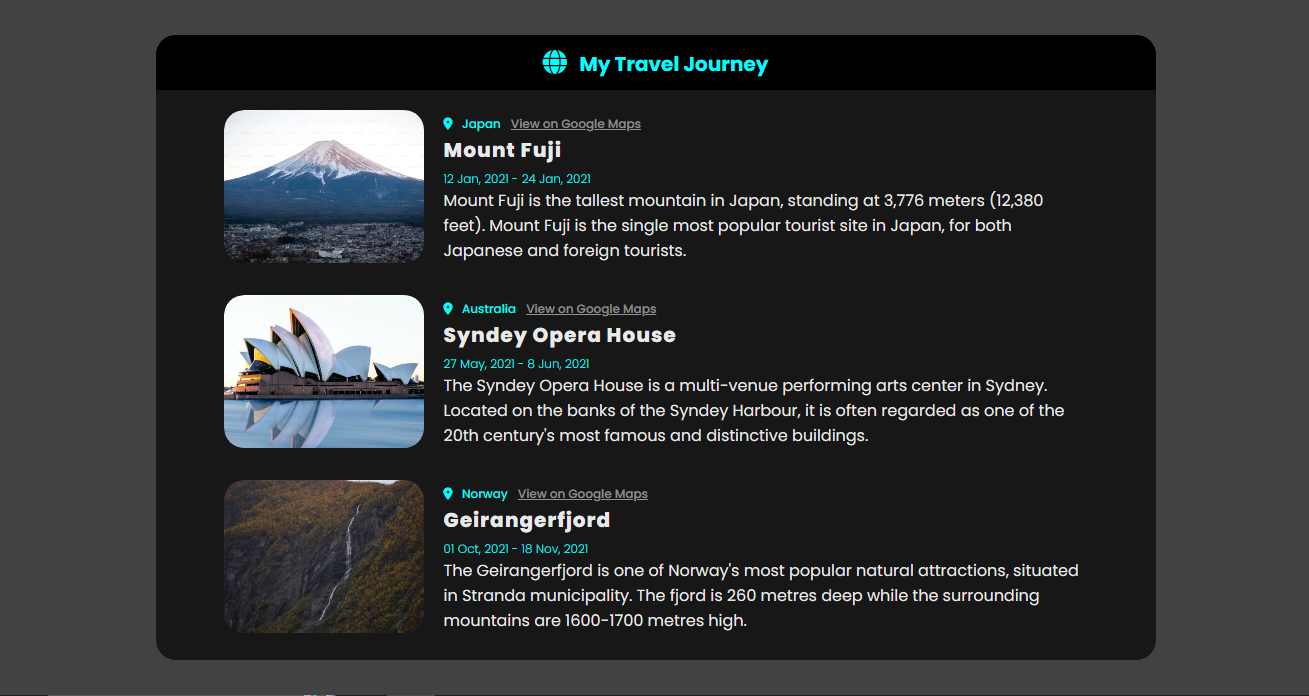 My Travel Journey
Japan View on Google Maps
Mount Fuji
12 Jan, 2021 - 24 Jan, 2021
Mount Fuji is the tallest mountain in Japan, standing at 3,776 meters (12,380
feet). Mount Fuji is the single most popular tourist site in Japan, for both
Japanese and foreign tourists.
Australia View on Google Maps
Syndey Opera House
27 May, 2021 - 8 Jun, 2021
The Syndey Opera House is a multi-venue performing arts center in Sydney.
Located on the banks of the Syndey Harbour, it is often regarded as one of the
20th century's most famous and distinctive buildings.
Norway View on Google Maps
Geirangerfjord
01 Oct, 2021 - 18 Nov, 2021
The Geirangerfjord is one of Norway's most popular natural attractions, situated
in Stranda municipality. The fjord is 260 metres deep while the surrounding
mountains are 1600-1700 metres high.